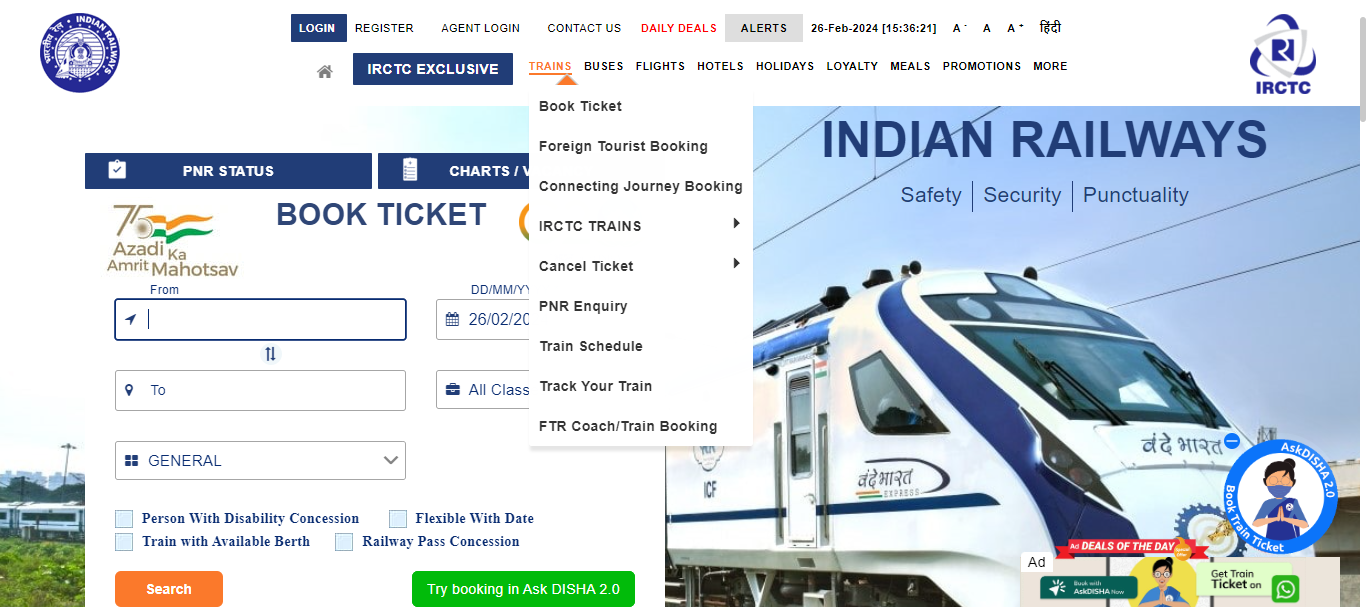 LOGIN REGISTER AGENT LOGIN CONTACT US DAILY DEALS ALERTS 26-Feb-2024 [15:36:21] A- A A+ हिंदी
INDIAN RAILWAYS
भारतीय रेल
IRCTC EXCLUSIVE TRAINS BUSES FLIGHTS HOTELS HOLIDAYS LOYALTY MEALS PROMOTIONS MORE
IRCTC
Book Ticket
Foreign Tourist Booking
Connecting Journey Booking
IRCTC TRAINS
Cancel Ticket
PNR Enquiry
Train Schedule
Track Your Train
FTR Coach/Train Booking
INDIAN RAILWAYS
Safety | Security | Punctuality
PNR STATUS CHARTS / V
75
Azadi Ka
Amrit Mahotsav
BOOK TICKET
From
DD/MM/YY
26/02/20
To
All Class
GENERAL
Person With Disability Concession Flexible With Date
Train with Available Berth Railway Pass Concession
Search Try booking in Ask DISHA 2.0
वंदे भारत
ICF
वंदे भारत
EXPRESS
AskDISHA 2.0
Book Train Ticket
Ad
Ad DEALS OF THE DAY
Special Offer
Book with
AskDISHA Now
Get Train
Ticket on